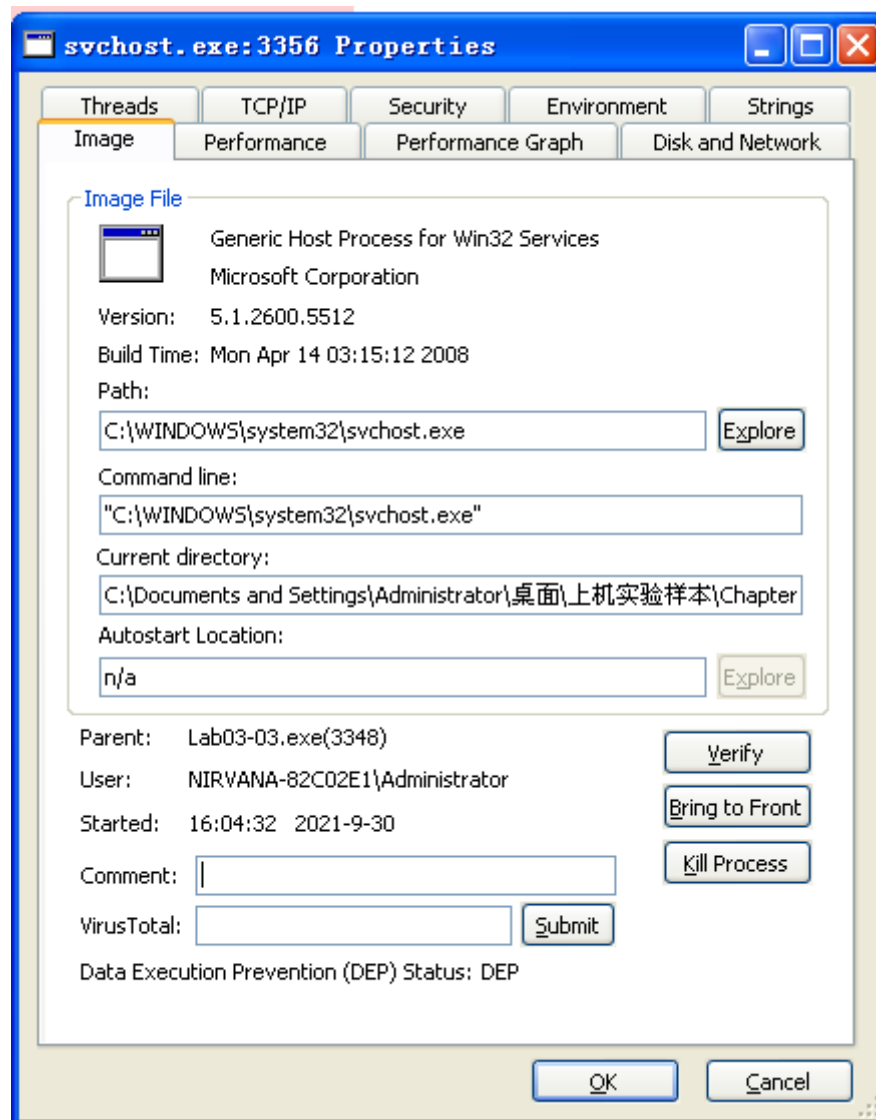 svchost.exe:3356 Properties
Threads TCP/IP Security Environment Strings
Image Performance Performance Graph Disk and Network
Image File
Generic Host Process for Win32 Services
Microsoft Corporation
Version: 5.1.2600.5512
Build Time: Mon Apr 14 03:15:12 2008
Path:
C:\WINDOWS\system32\svchost.exe Explore
Command line:
"C:\WINDOWS\system32\svchost.exe"
Current directory:
C:\Documents and Settings\Administrator\桌面\上机实验样本\Chapter
Autostart Location:
n/a Explore
Parent: Lab03-03.exe(3348)
Verify
User: NIRVANA-82C02E1\Administrator
Bring to Front
Started: 16:04:32 2021-9-30
Kill Process
Comment:
VirusTotal: Submit
Data Execution Prevention (DEP) Status: DEP
OK Cancel